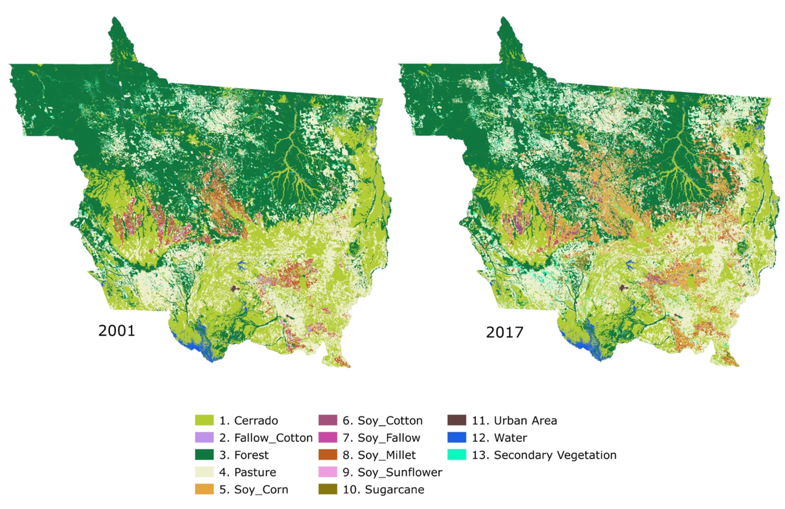 2001
2017
1. Cerrado
2. Fallow_Cotton
3. Forest
4. Pasture
5. Soy_Corn
6. Soy_Cotton
7. Soy_Fallow
8. Soy_Millet
9. Soy_Sunflower
10. Sugarcane
11. Urban Area
12. Water
13. Secondary Vegetation